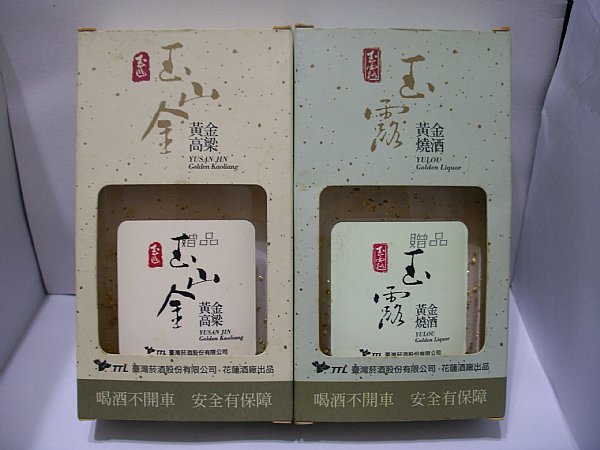 玉山
玉山金
黃金
高粱
YUSAN JIN
Golden Kaoliang
贈品
玉山
玉山金
黃金
高粱
YUSAN JIN
Golden Kaoliang
臺灣菸酒股份有限公司
TTL 臺灣菸酒股份有限公司·花蓮酒廠出品
喝酒不開車 安全有保障
玉露
黃金
燒酒
YULOU
Golden Liquor
贈品
玉露
黃金
燒酒
YULOU
Golden Liquor
臺灣菸酒股份有限公司
TTL 臺灣菸酒股份有限公司·花蓮酒廠出品
喝酒不開車 安全有保障